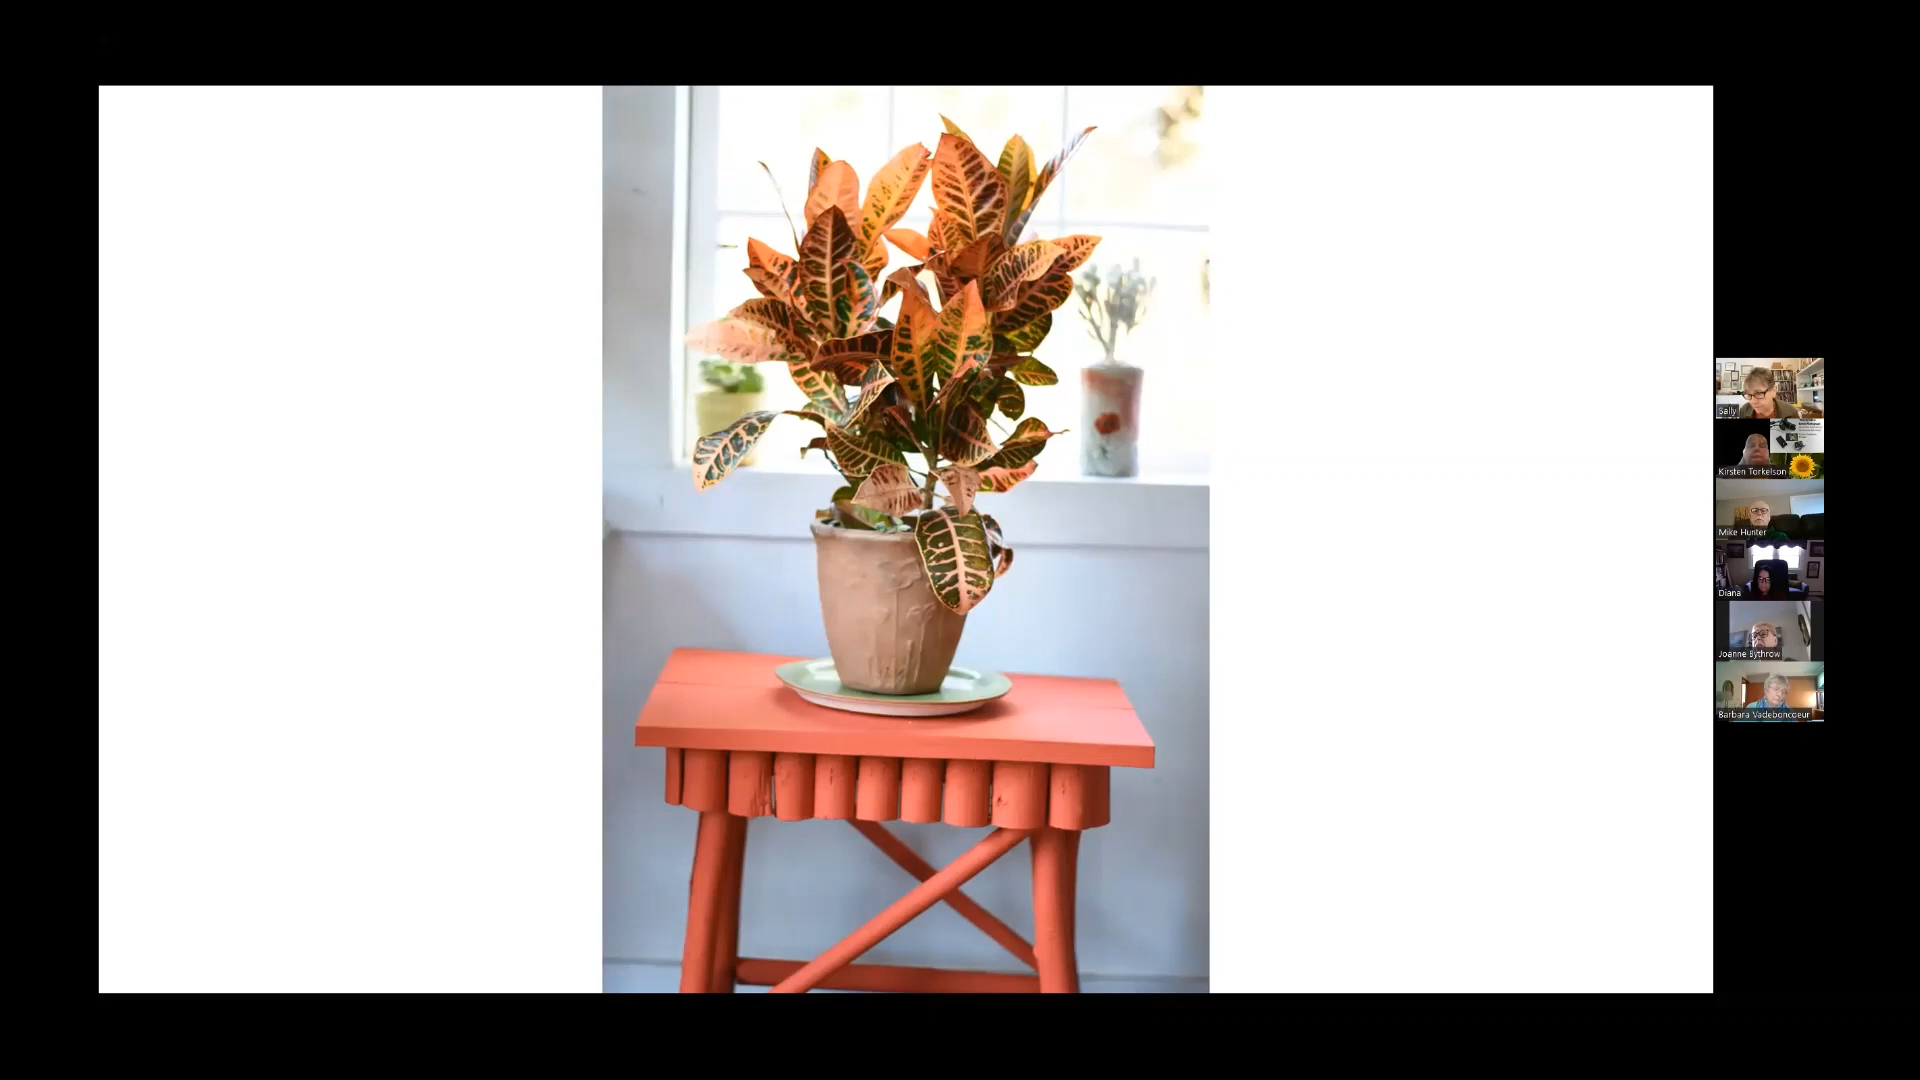 Sally
Kirsten Torkelson
Mike Hunter
Diana
Joanne Bythrow
Barbara Vadeboncoeur